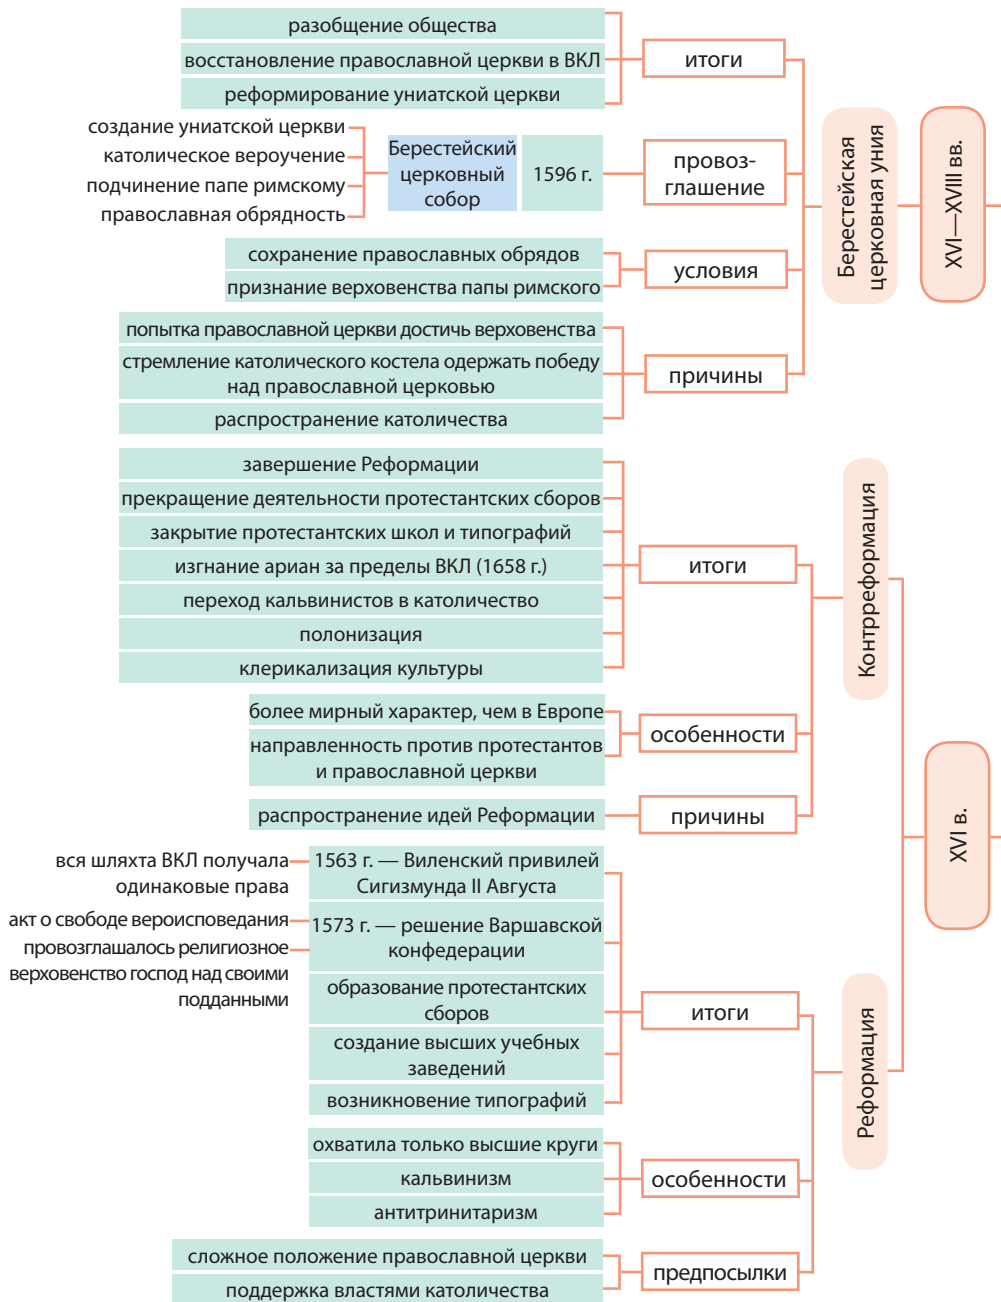 разобщение общества
восстановление православной церкви в ВКЛ
реформирование униатской церкви
итоги
создание униатской церкви
католическое вероучение
подчинение папе римскому
православная обрядность
Берестейский
церковный
собор
1596 г.
провоз-
глашение
сохранение православных обрядов
признание верховенства папы римского
условия
попытка православной церкви достичь верховенства
стремление католического костела одержать победу
над православной церковью
распространение католичества
причины
Берестейская
церковная уния
XVI—XVIII вв.
завершение Реформации
прекращение деятельности протестантских сборов
закрытие протестантских школ и типографий
изгнание ариан за пределы ВКЛ (1658 г.)
переход кальвинистов в католичество
полонизация
клерикализация культуры
итоги
более мирный характер, чем в Европе
направленность против протестантов
и православной церкви
особенности
распространение идей Реформации
причины
Контрреформация
вся шляхта ВКЛ получала
одинаковые права
1563 г. — Виленский привилей
Сигизмунда II Августа
акт о свободе вероисповедания
провозглашалось религиозное
верховенство господ над своими
подданными
1573 г. — решение Варшавской
конфедерации
образование протестантских
сборов
создание высших учебных
заведений
возникновение типографий
итоги
охватила только высшие круги
кальвинизм
антитринитаризм
особенности
сложное положение православной церкви
поддержка властями католичества
предпосылки
Реформация
XVI в.